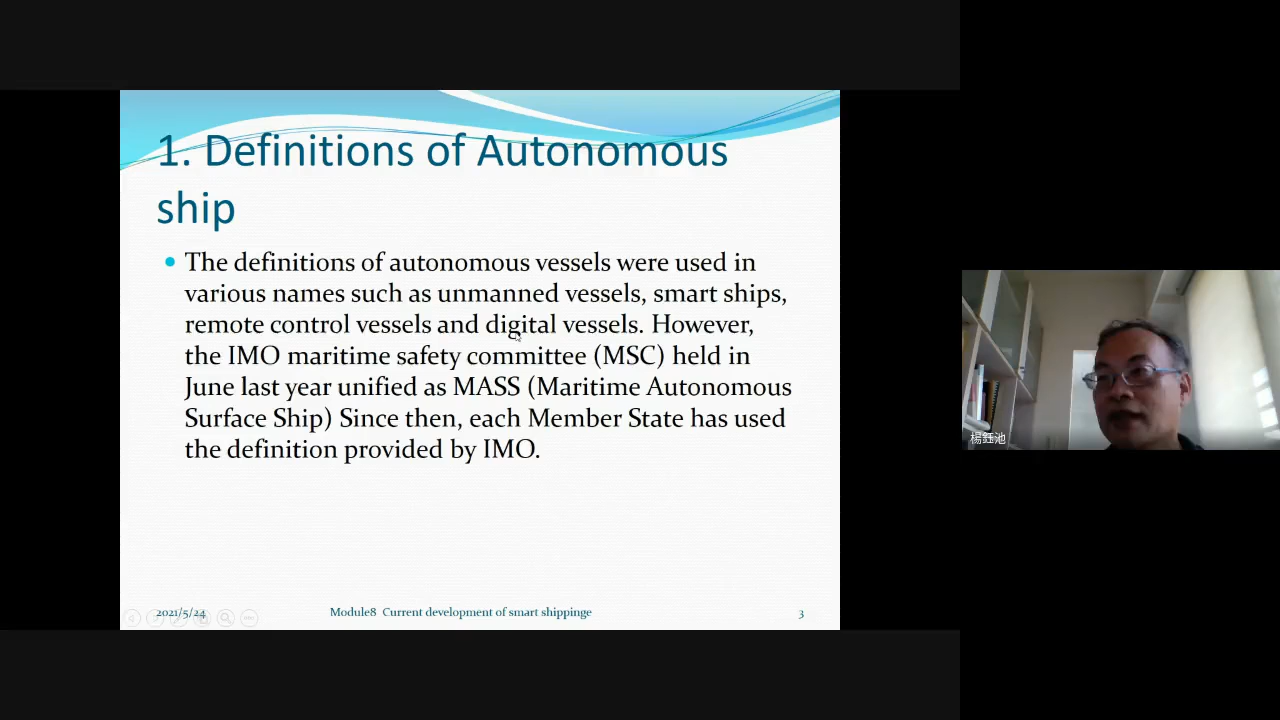 1. Definitions of Autonomous
ship
The definitions of autonomous vessels were used in
various names such as unmanned vessels, smart ships,
remote control vessels and digital vessels. However,
the IMO maritime safety committee (MSC) held in
June last year unified as MASS (Maritime Autonomous
Surface Ship) Since then, each Member State has used
the definition provided by IMO.
2021/5/24
Module8 Current development of smart shippinge
3
楊鈺池